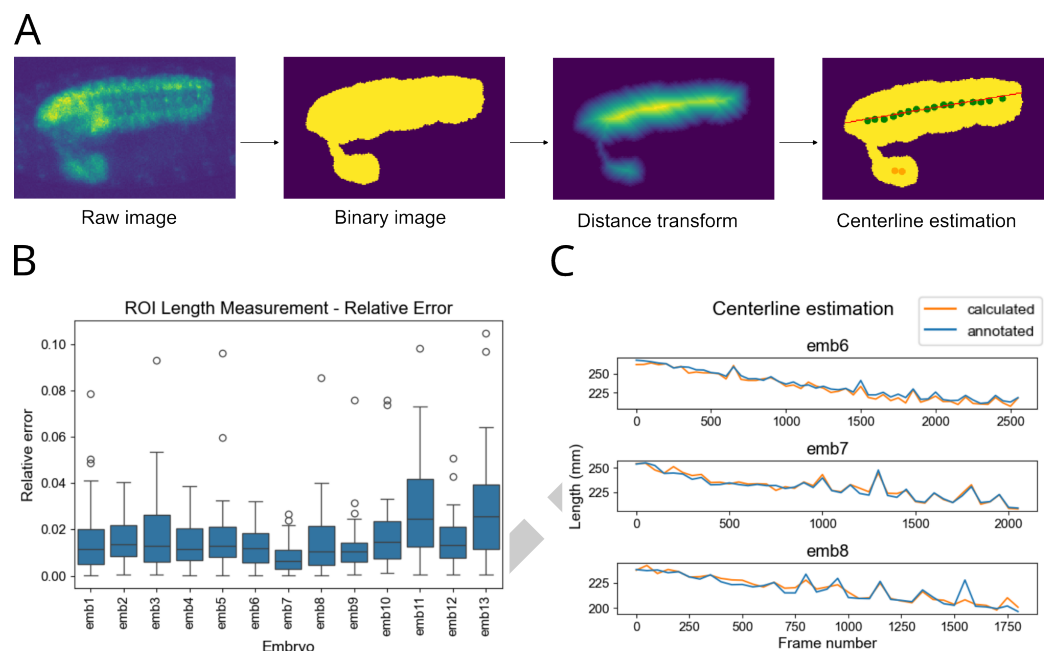 A
Raw image
Binary image
Distance transform
Centerline estimation
B
ROI Length Measurement - Relative Error
0.10
0.08
0.06
0.04
0.02
0.00
Relative error
emb1
emb2
emb3
emb4
emb5
emb6
emb7
emb8
emb9
emb10
emb11
emb12
emb13
Embryo
C
Centerline estimation
calculated
annotated
emb6
250
225
0 500 1000 1500 2000 2500
emb7
250
225
0 500 1000 1500 2000
Length (mm)
emb8
225
200
0 250 500 750 1000 1250 1500 1750
Frame number